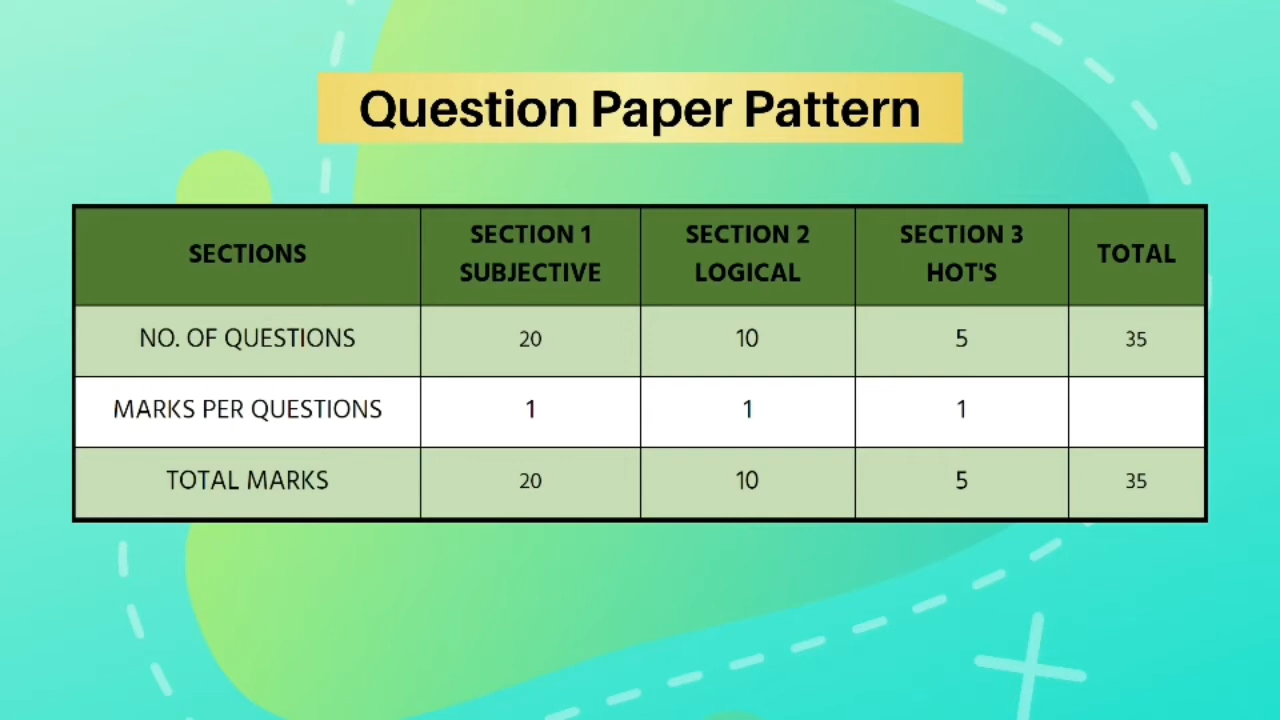 Question Paper Pattern
SECTIONS SECTION 1 SUBJECTIVE SECTION 2 LOGICAL SECTION 3 HOT'S TOTAL
NO. OF QUESTIONS 20 10 5 35
MARKS PER QUESTIONS 1 1 1
TOTAL MARKS 20 10 5 35